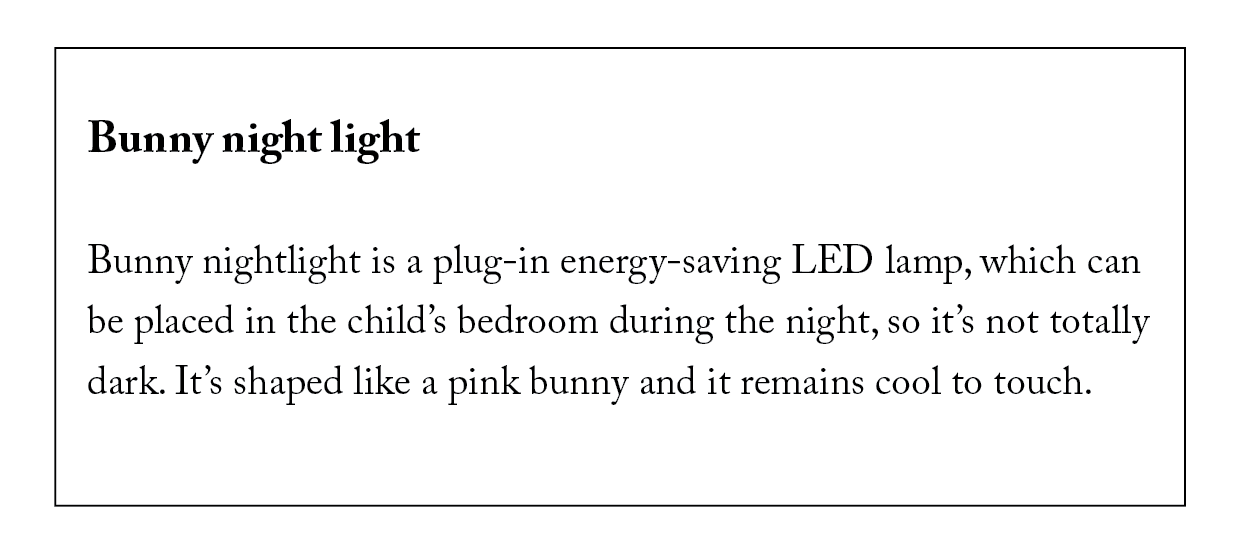 Bunny night light
Bunny nightlight is a plug-in energy-saving LED lamp, which can
be placed in the child’s bedroom during the night, so it’s not totally
dark. It’s shaped like a pink bunny and it remains cool to touch.